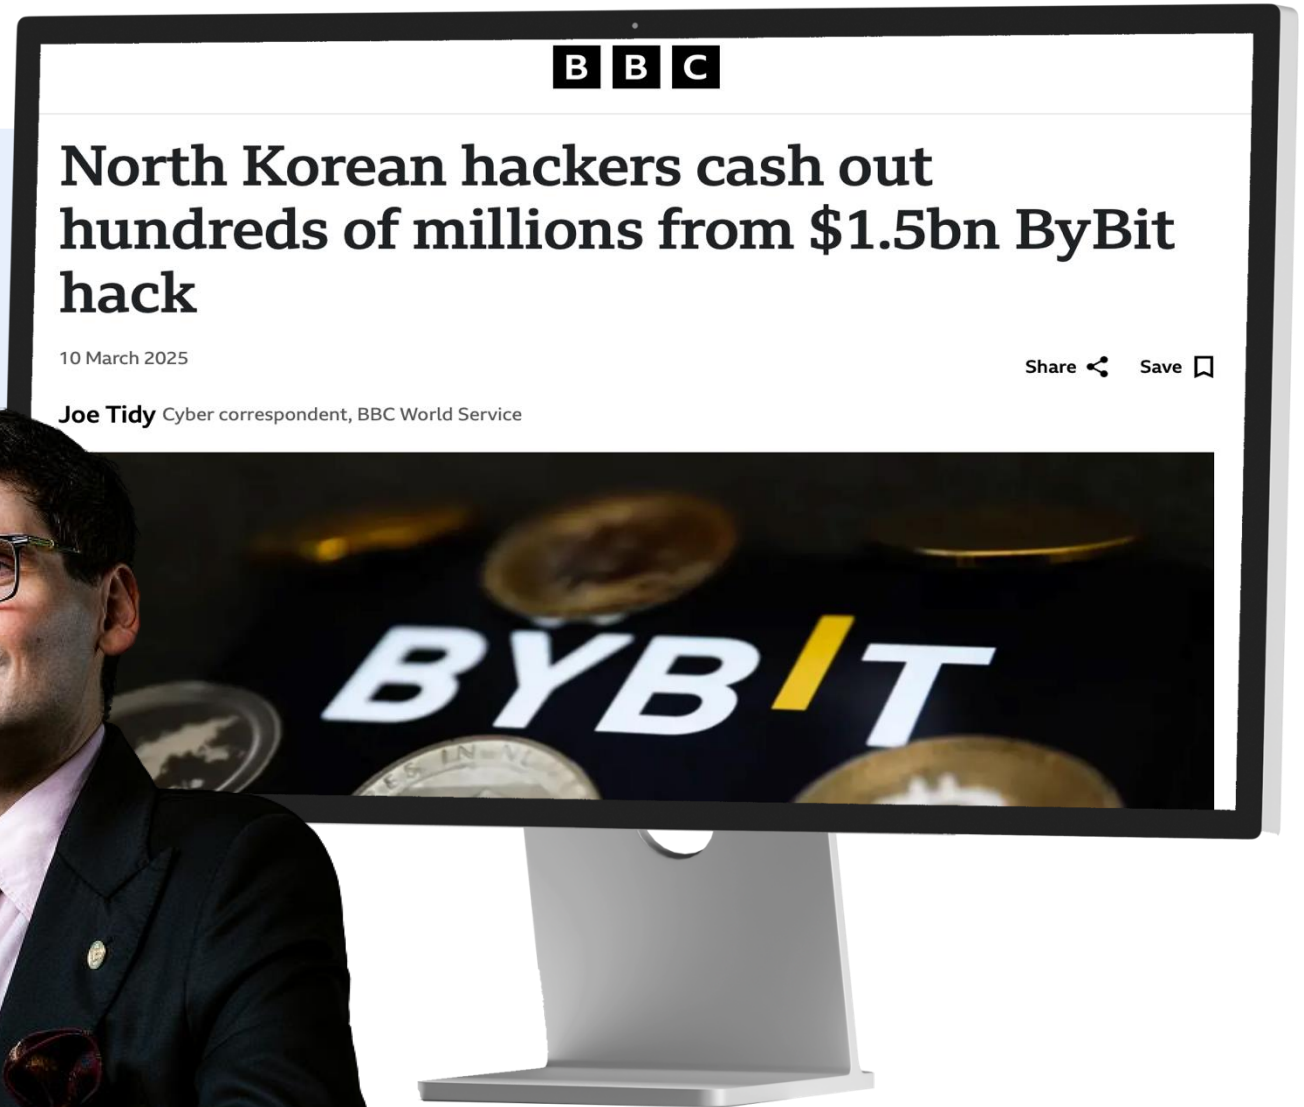 BBC
North Korean hackers cash out
hundreds of millions from $1.5bn ByBit
hack
10 March 2025
Share Save
Joe Tidy Cyber correspondent, BBC World Service
BYBIT